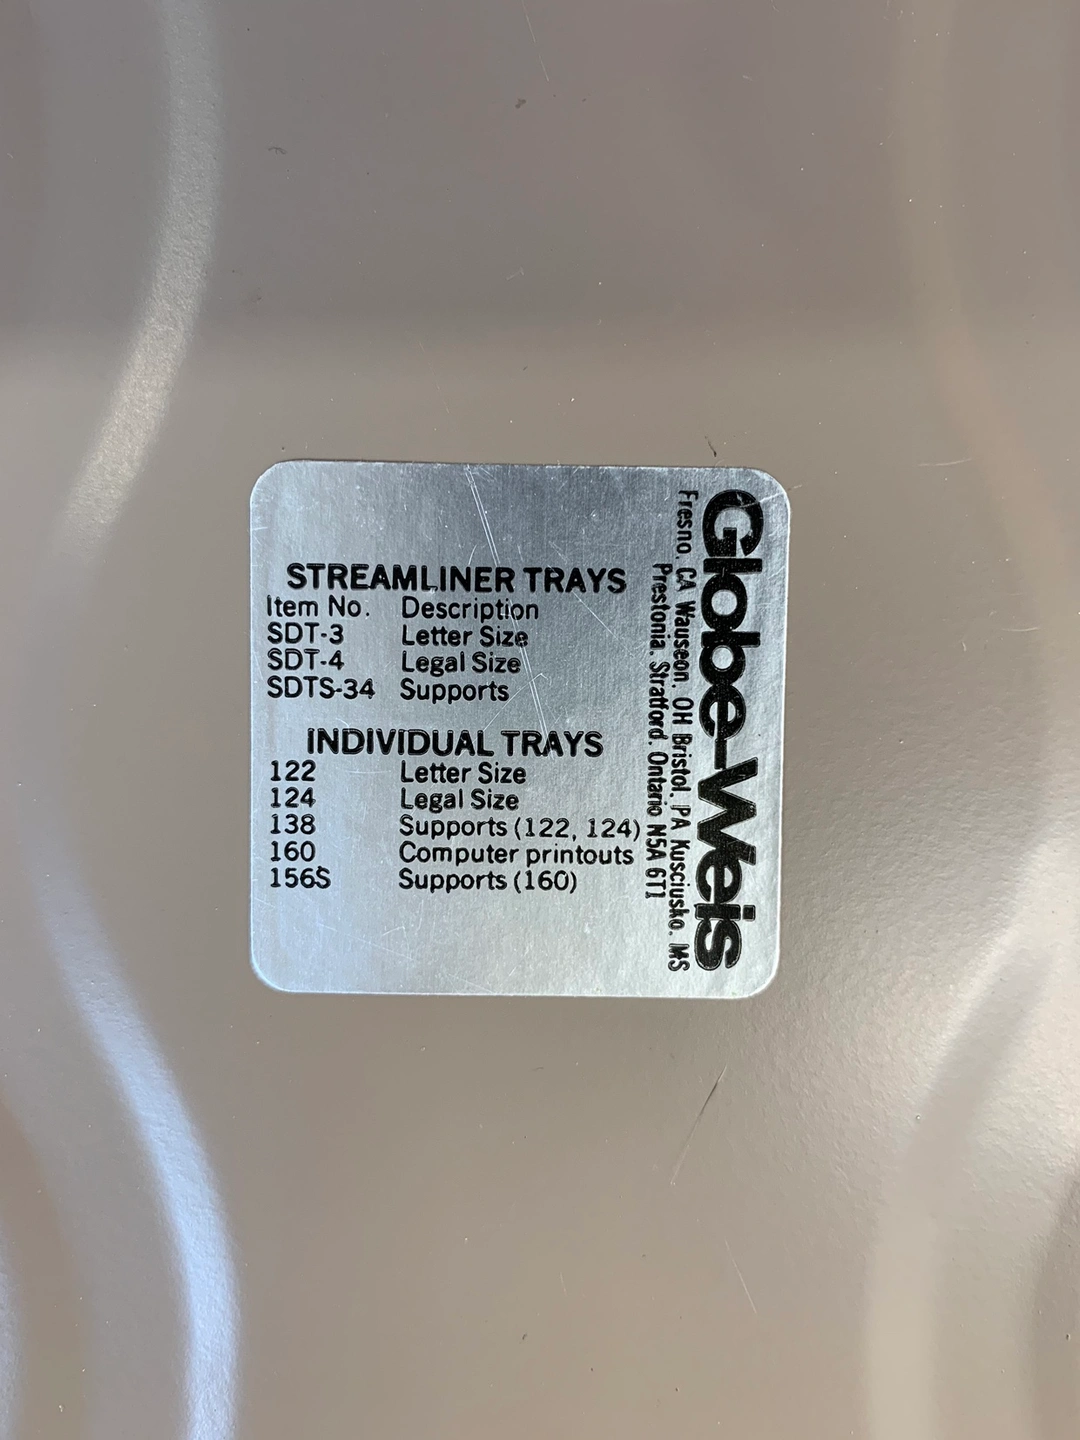 STREAMLINER TRAYS
Item No. Description
SDT-3 Letter Size
SDT-4 Legal Size
SDTS-34 Supports
INDIVIDUAL TRAYS
122 Letter Size
124 Legal Size
138 Supports (122, 124)
160 Computer printouts
156S Supports (160)
Globe-Weis
Fresno, CA Wauseon, OH Bristol, PA Kusciusko, MS
Prestonia, Stratford, Ontario N5A 6T1